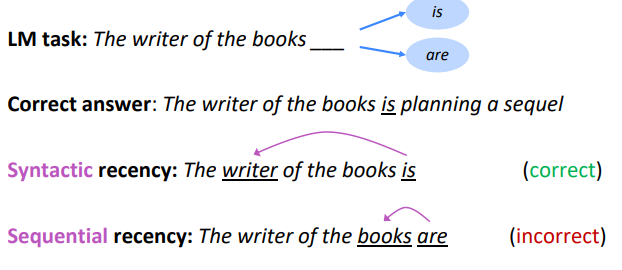 is
LM task: The writer of the books ___
are
Correct answer: The writer of the books is planning a sequel
Syntactic recency: The writer of the books is (correct)
Sequential recency: The writer of the books are (incorrect)